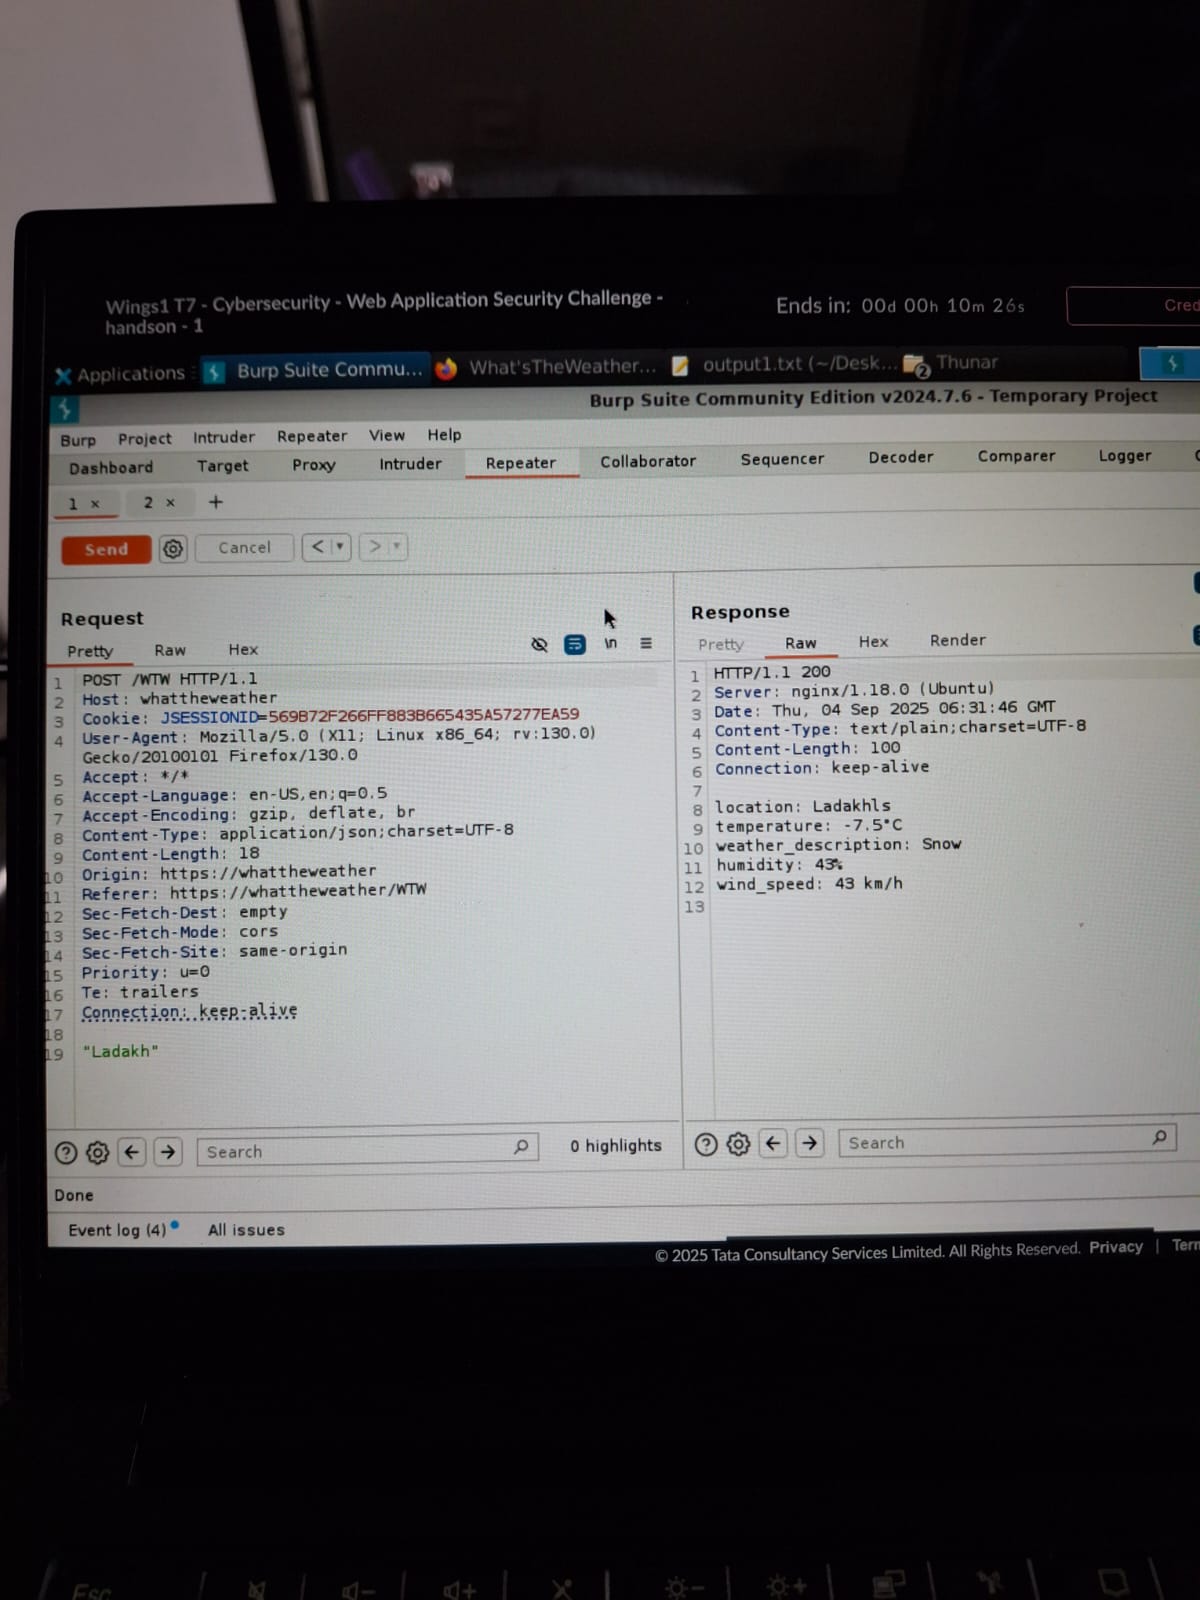 Wings1 T7 - Cybersecurity - Web Application Security Challenge -
handson - 1
Ends in: 00d 00h 10m 26s
Applications
Burp Suite Commu...
What'sTheWeather...
output1.txt (~/Desk...
2
Thunar
Burp Suite Community Edition v2024.7.6 - Temporary Project
Burp Project Intruder Repeater View Help
Dashboard Target Proxy Intruder Repeater Collaborator Sequencer Decoder Comparer Logger
1 × 2 × +
Send Cancel < >
Request
Pretty Raw Hex
\n
1 POST /WTW HTTP/1.1
2 Host: whattheweather
3 Cookie: JSESSIONID=569B72F266FF883B665435A57277EA59
4 User-Agent: Mozilla/5.0 (X11; Linux x86_64; rv:130.0)
Gecko/20100101 Firefox/130.0
5 Accept: */*
6 Accept-Language: en-US,en;q=0.5
7 Accept-Encoding: gzip, deflate, br
8 Content-Type: application/json;charset=UTF-8
9 Content-Length: 18
10 Origin: https://whattheweather
11 Referer: https://whattheweather/WTW
12 Sec-Fetch-Dest: empty
13 Sec-Fetch-Mode: cors
14 Sec-Fetch-Site: same-origin
15 Priority: u=0
16 Te: trailers
17 Connection: keep-alive
18
19 "Ladakh"
Search
0 highlights
Response
Pretty Raw Hex Render
1 HTTP/1.1 200
2 Server: nginx/1.18.0 (Ubuntu)
3 Date: Thu, 04 Sep 2025 06:31:46 GMT
4 Content-Type: text/plain;charset=UTF-8
5 Content-Length: 100
6 Connection: keep-alive
7
8 location: Ladakhls
9 temperature: -7.5°C
10 weather_description: Snow
11 humidity: 43%
12 wind_speed: 43 km/h
13
Search
Done
Event log (4) All issues
© 2025 Tata Consultancy Services Limited. All Rights Reserved. Privacy |
Esc